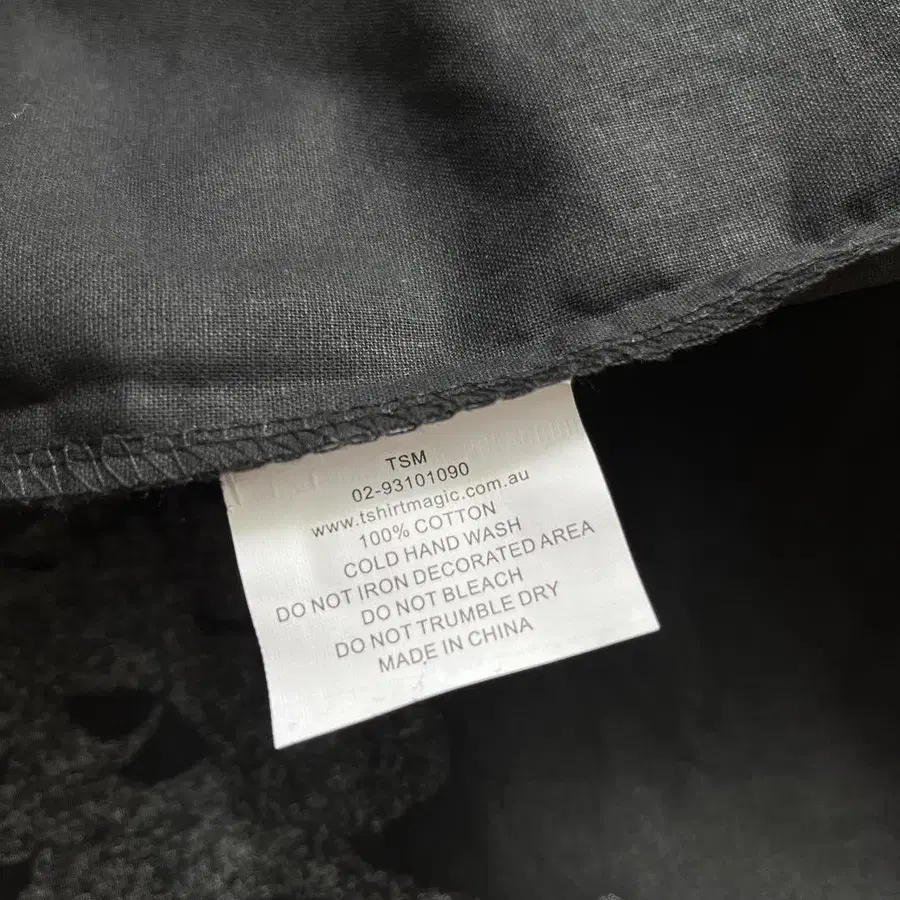 TSM
02-93101090
www.tshirtmagic.com.au
100% COTTON
COLD HAND WASH
DO NOT IRON DECORATED AREA
DO NOT BLEACH
DO NOT TRUMBLE DRY
MADE IN CHINA